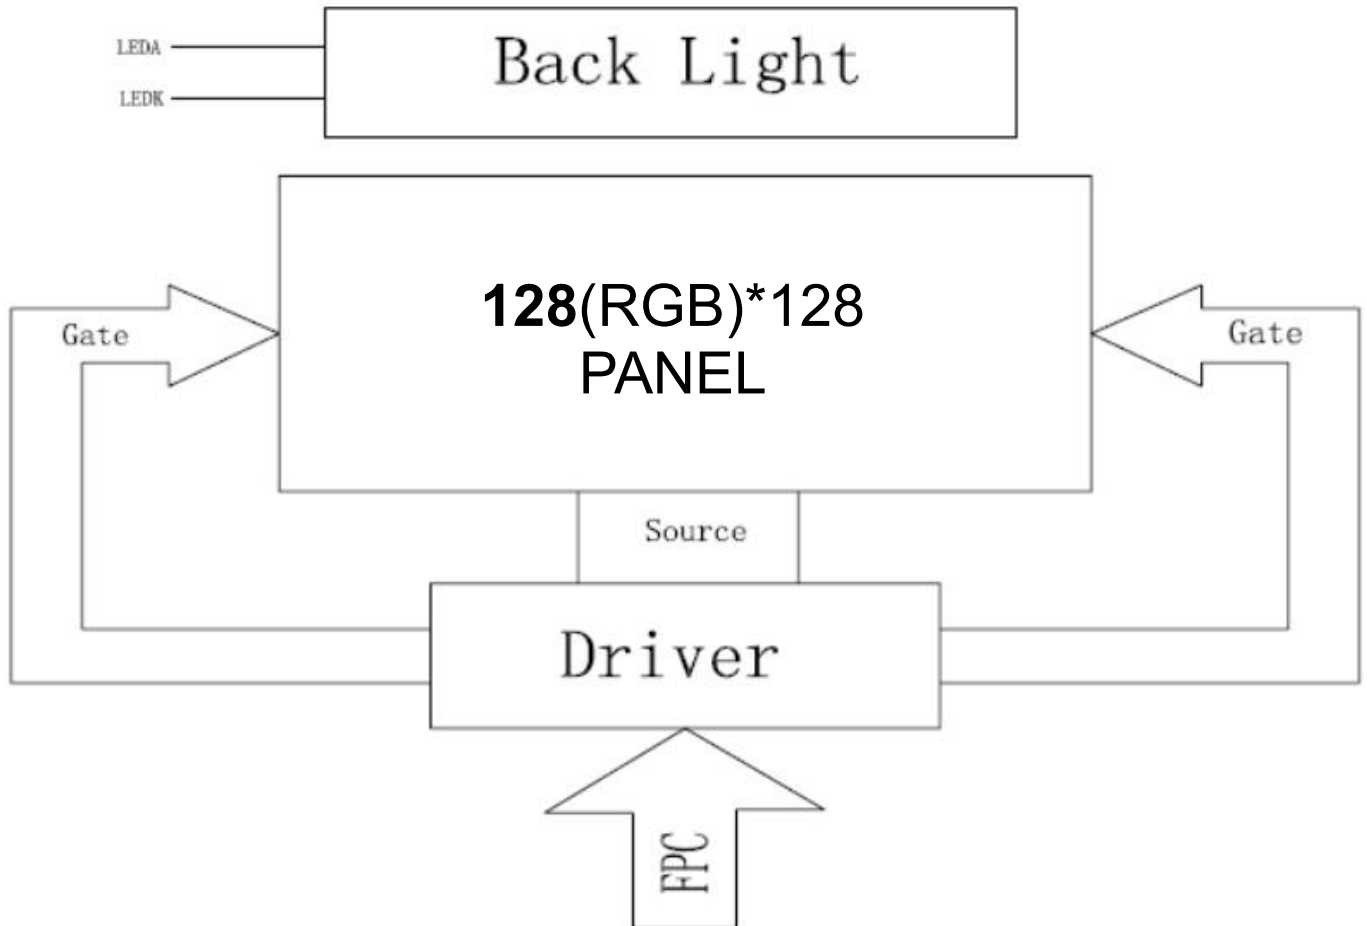 LEDA
LEDK
Back Light
128(RGB)*128
PANEL
Gate
Gate
Source
Driver
FPC